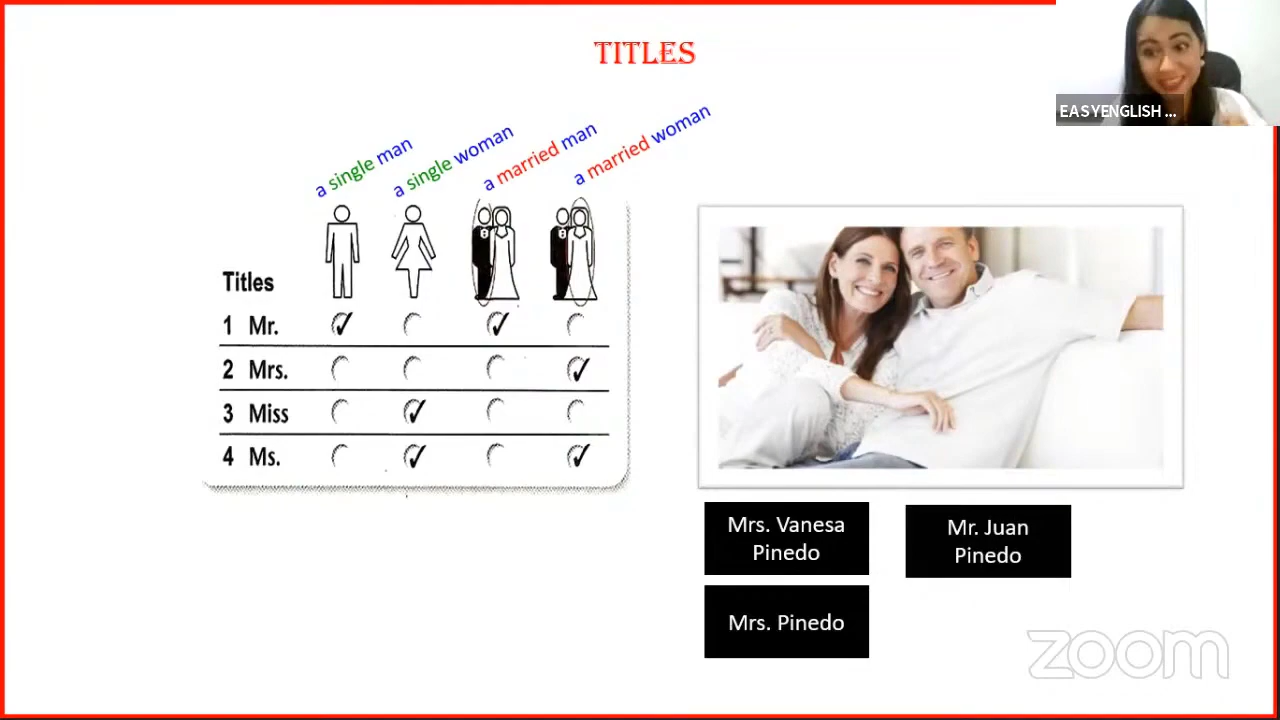 TITLES
EASYENGLISH ...
a single man
a single woman
a married man
a married woman
Titles
1 Mr.
2 Mrs.
3 Miss
4 Ms.
Mrs. Vanesa
Pinedo
Mr. Juan
Pinedo
Mrs. Pinedo
zoom